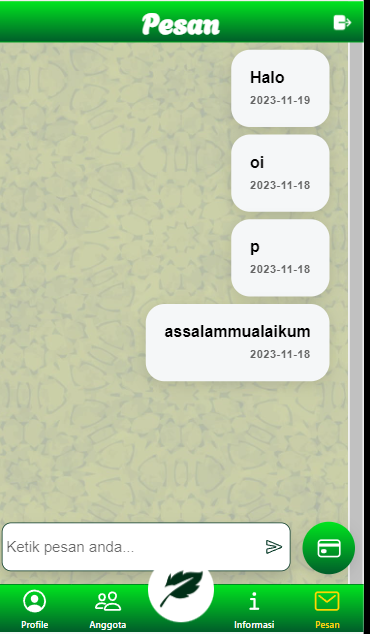 Pesan
Halo
2023-11-19
oi
2023-11-18
p
2023-11-18
assalammualaikum
2023-11-18
Ketik pesan anda...
Profile
Anggota
Informasi
Pesan